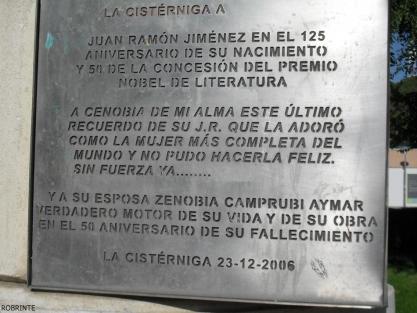 LA CISTÉRNIGA A
JUAN RAMÓN JIMÉNEZ EN EL 125
ANIVERSARIO DE SU NACIMIENTO
Y 50 DE LA CONCESIÓN DEL PREMIO
NOBEL DE LITERATURA
A CENOBIA DE MI ALMA ESTE ÚLTIMO
RECUERDO DE SU J.R. QUE LA ADORÓ
COMO LA MUJER MÁS COMPLETA DEL
MUNDO Y NO PUDO HACERLA FELIZ.
SIN FUERZA YA........
Y A SU ESPOSA ZENOBIA CAMPRUBI AYMAR
VERDADERO MOTOR DE SU VIDA Y DE SU OBRA
EN EL 50 ANIVERSARIO DE SU FALLECIMIENTO
LA CISTÉRNIGA 23-12-2006
ROBRINTE